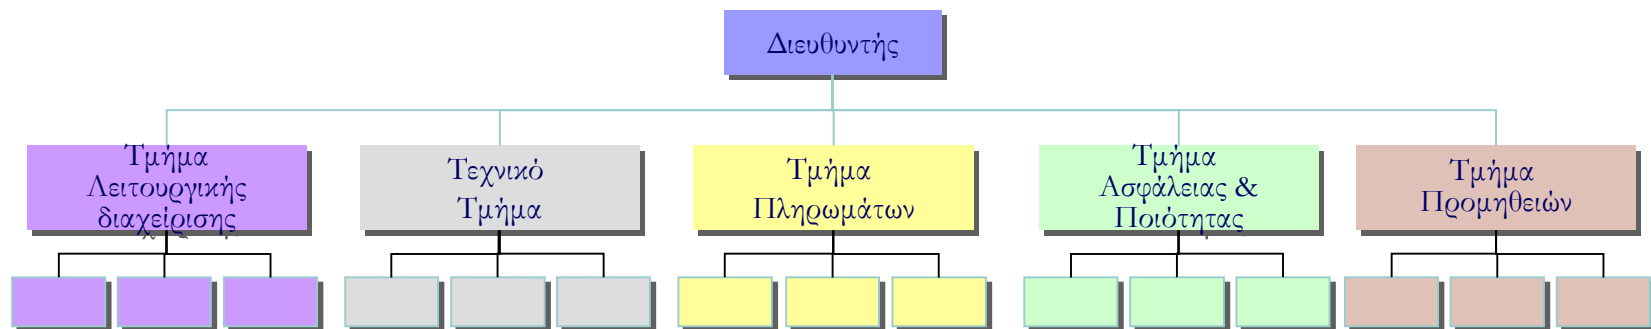 Διευθυντής
Τμήμα
Λειτουργικής
διαχείρισης
Τεχνικό
Τμήμα
Τμήμα
Πληρωμάτων
Τμήμα
Ασφάλειας &
Ποιότητας
Τμήμα
Προμηθειών